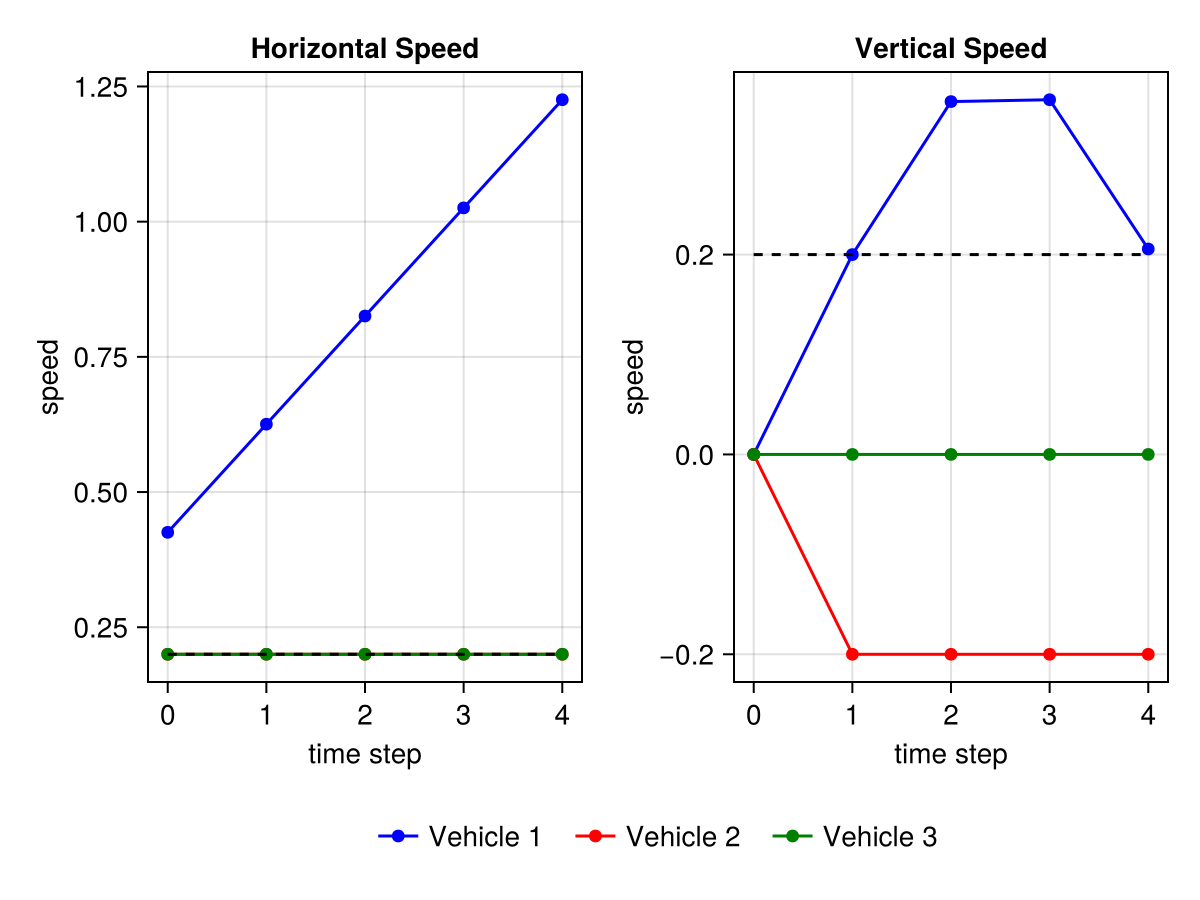 Horizontal Speed
1.25
1.00
0.75
0.50
0.25
speed
0 1 2 3 4
time step
Vertical Speed
0.2
0.0
−0.2
speed
0 1 2 3 4
time step
Vehicle 1 Vehicle 2 Vehicle 3